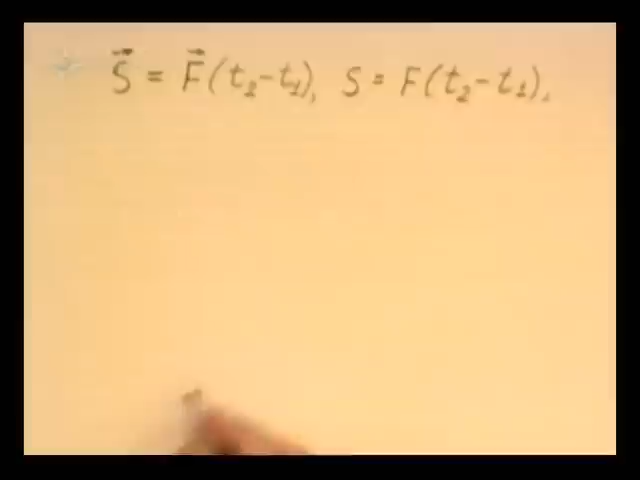 S⃗ = F⃗(t₂-t₁), S = F(t₂-t₁).